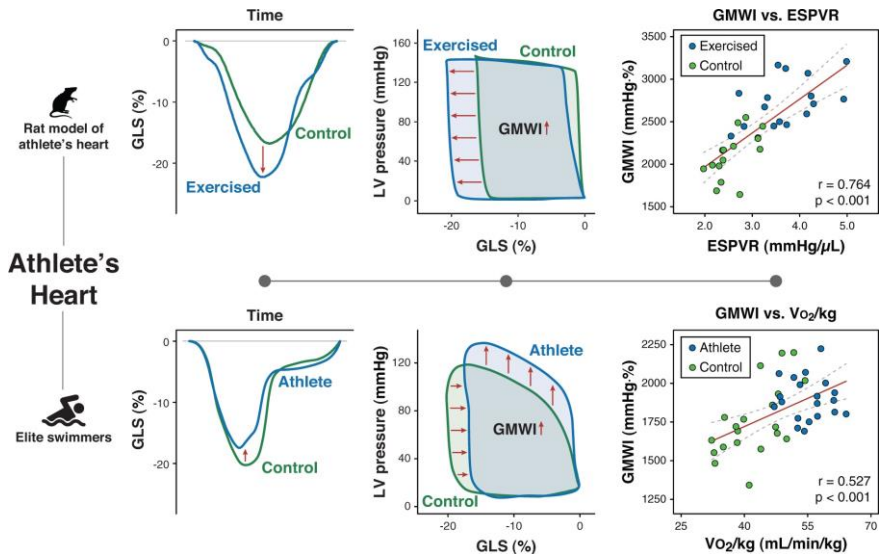 Athlete's
Heart
Rat model of
athlete's heart
Elite swimmers
Time
GLS (%)
0
-10
-20
Control
Exercised
LV pressure (mmHg)
160
120
80
40
0
Exercised
Control
GMWI↑
-20
-10
0
GLS (%)
GMWI vs. ESPVR
GMWI (mmHg·%)
3500
3000
2500
2000
1500
Exercised
Control
r = 0.764
p < 0.001
2.0
3.0
4.0
5.0
ESPVR (mmHg/µL)
Time
GLS (%)
0
-10
-20
Athlete
Control
LV pressure (mmHg)
120
80
40
0
Athlete
GMWI↑
Control
-20
-10
0
GLS (%)
GMWI vs. VO₂/kg
GMWI (mmHg·%)
2250
2000
1750
1500
1250
Athlete
Control
r = 0.527
p < 0.001
25
40
55
70
VO₂/kg (mL/min/kg)